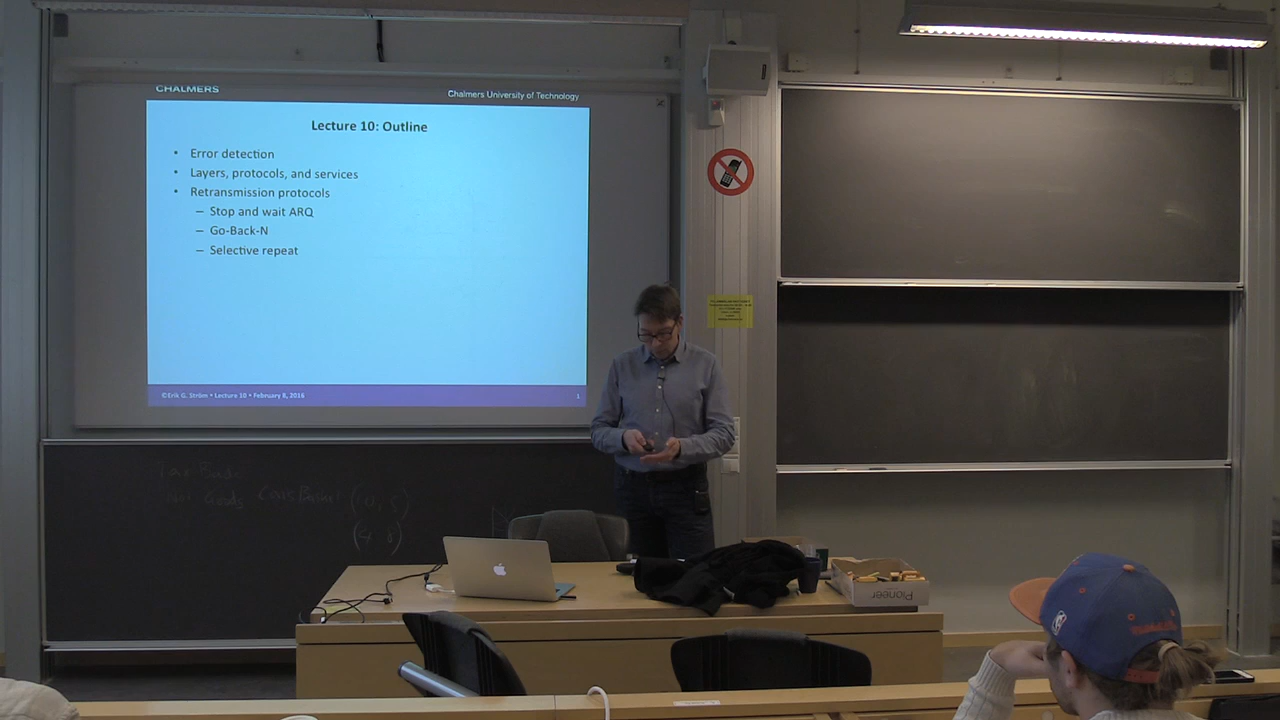 CHALMERS
Chalmers University of Technology
Lecture 10: Outline
• Error detection
• Layers, protocols, and services
• Retransmission protocols
– Stop and wait ARQ
– Go-Back-N
– Selective repeat
©Erik G. Ström • Lecture 10 • February 8, 2016
1
Pioneer